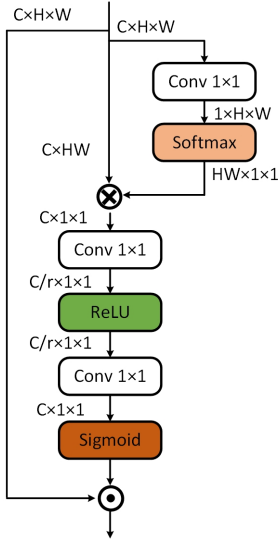 C×H×W
C×H×W
Conv 1×1
1×H×W
Softmax
C×HW
HW×1×1
C×1×1
Conv 1×1
C/r×1×1
ReLU
C/r×1×1
Conv 1×1
C×1×1
Sigmoid